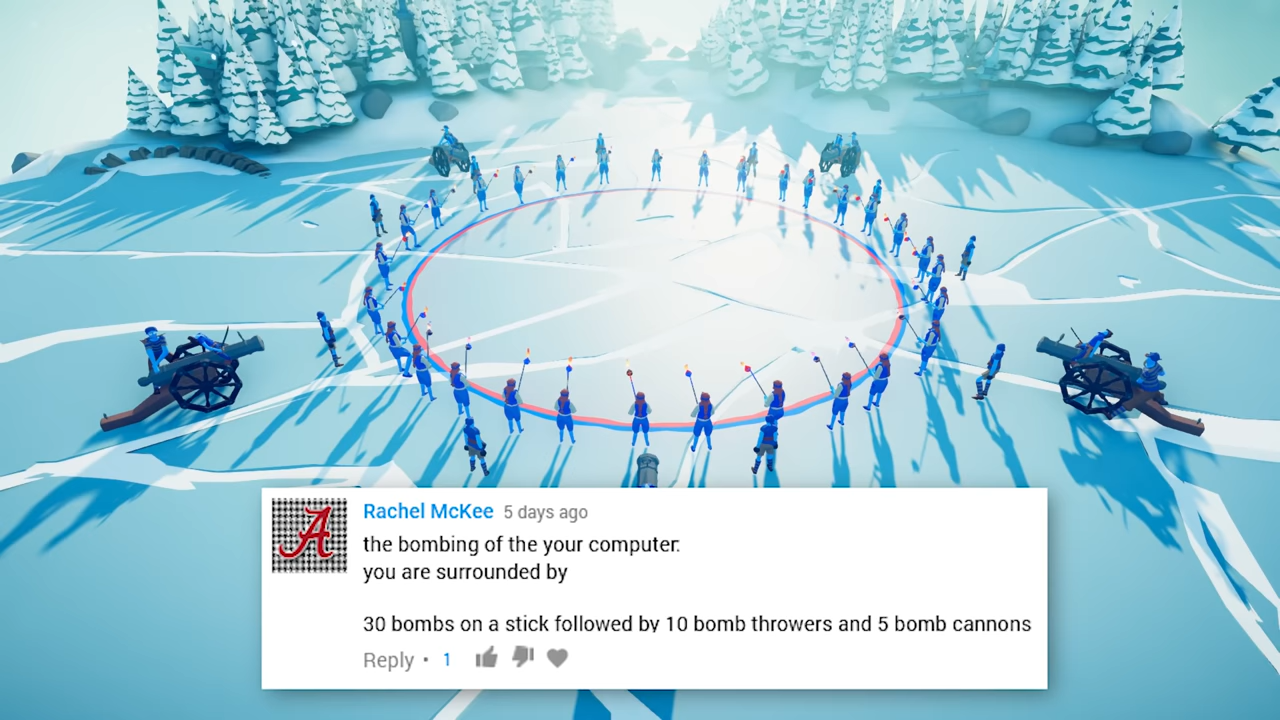 A
Rachel McKee 5 days ago
the bombing of the your computer:
you are surrounded by
30 bombs on a stick followed by 10 bomb throwers and 5 bomb cannons
Reply • 1